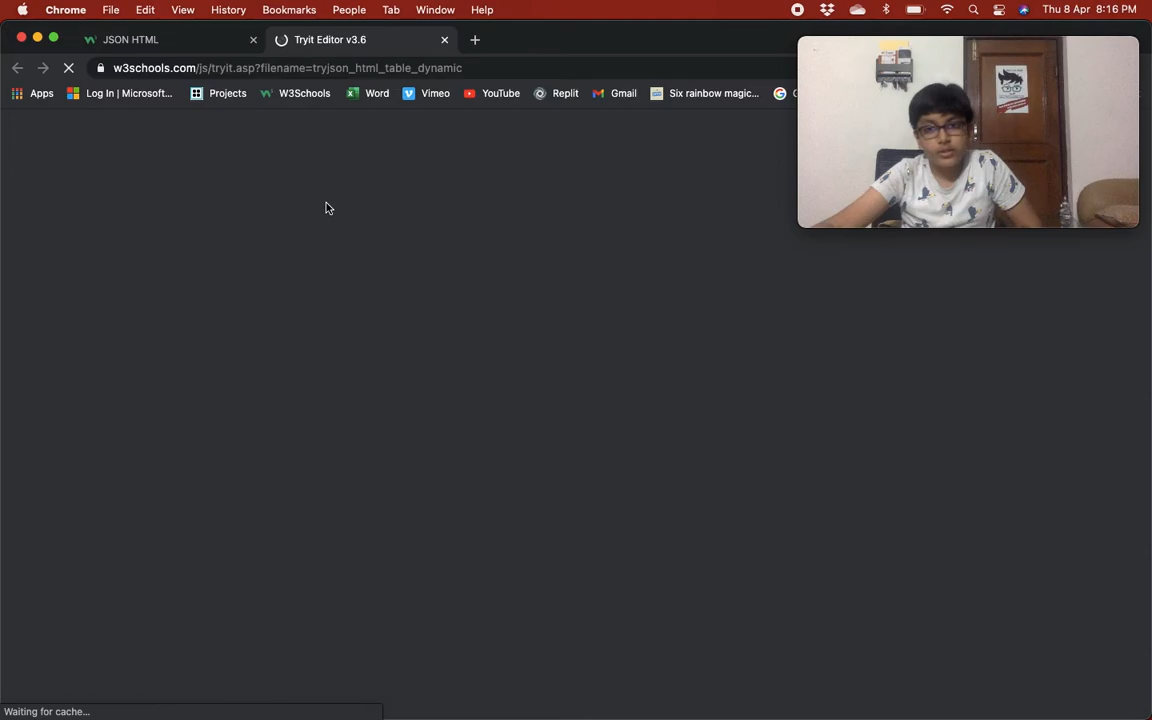 Chrome File Edit View History Bookmarks People Tab Window Help Thu 8 Apr 8:16 PM
JSON HTML Tryit Editor v3.6
w3schools.com/js/tryit.asp?filename=tryjson_html_table_dynamic
Apps Log In | Microsoft... Projects W3Schools Word Vimeo YouTube Replit Gmail Six rainbow magic...
Waiting for cache...